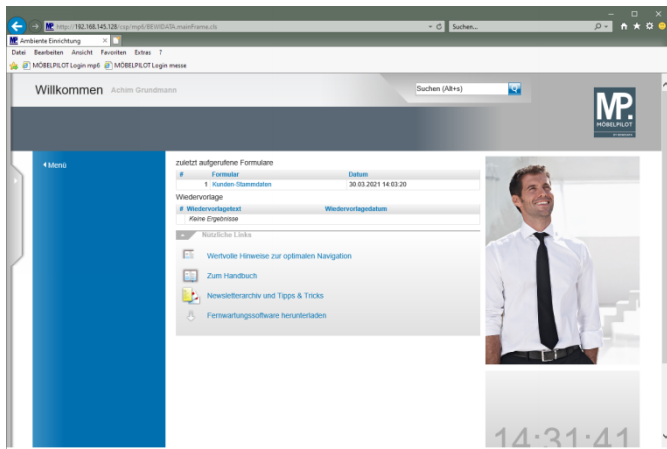 http://192.168.145.128/csp/mp6/BEWIDATA.mainFrame.cls
Suchen...
Ambiente Einrichtung
Datei Bearbeiten Ansicht Favoriten Extras ?
MÖBELPILOT Login mp6 MÖBELPILOT Login messe
Willkommen Achim Grundmann
Suchen (Alt+s)
MP.
MÖBELPILOT
Menü
zuletzt aufgerufene Formulare
# Formular Datum
1 Kunden-Stammdaten 30.03.2021 14:03:20
Wiedervorlage
# Wiedervorlagetext Wiedervorlagedatum
Keine Ergebnisse
Nützliche Links
Wertvolle Hinweise zur optimalen Navigation
Zum Handbuch
Newsletterarchiv und Tipps & Tricks
Fernwartungssoftware herunterladen
14:31:41